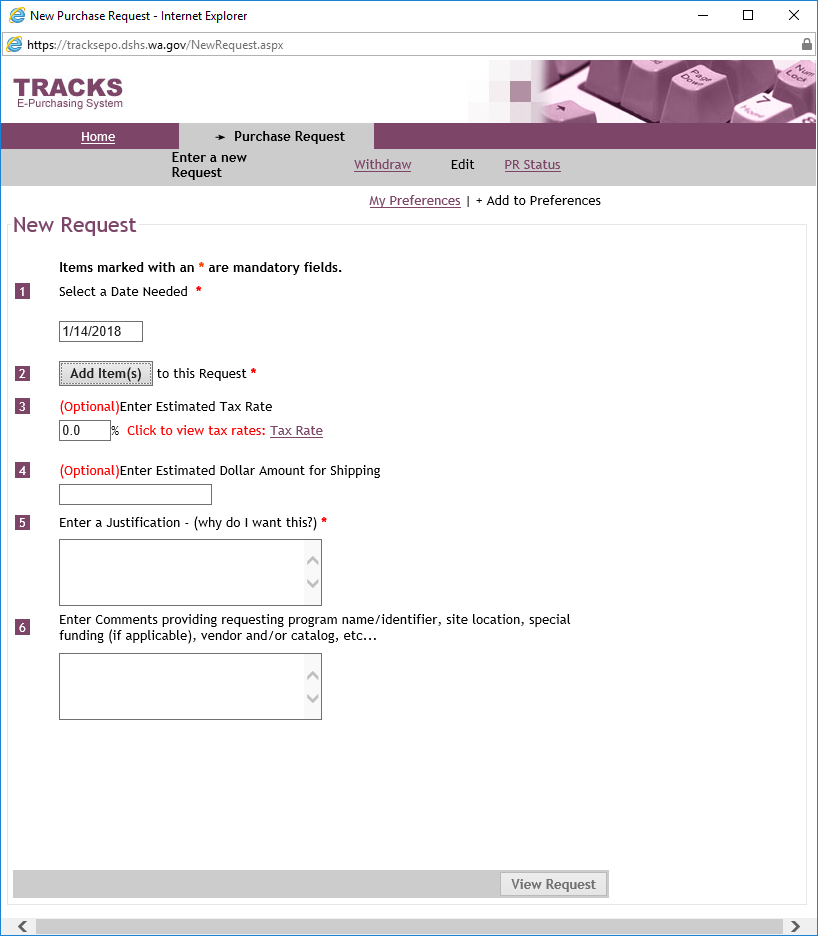 New Purchase Request - Internet Explorer
https://tracksepo.dshs.wa.gov/NewRequest.aspx
TRACKS
E-Purchasing System
Page
Down
Num
Lock
7
Home
Purchase Request
Enter a new
Request
Withdraw
Edit
PR Status
My Preferences | + Add to Preferences
New Request
Items marked with an * are mandatory fields.
1 Select a Date Needed *
1/14/2018
2 Add Item(s) to this Request *
3 (Optional)Enter Estimated Tax Rate
0.0 % Click to view tax rates: Tax Rate
4 (Optional)Enter Estimated Dollar Amount for Shipping
5 Enter a Justification - (why do I want this?) *
6 Enter Comments providing requesting program name/identifier, site location, special
funding (if applicable), vendor and/or catalog, etc...
View Request